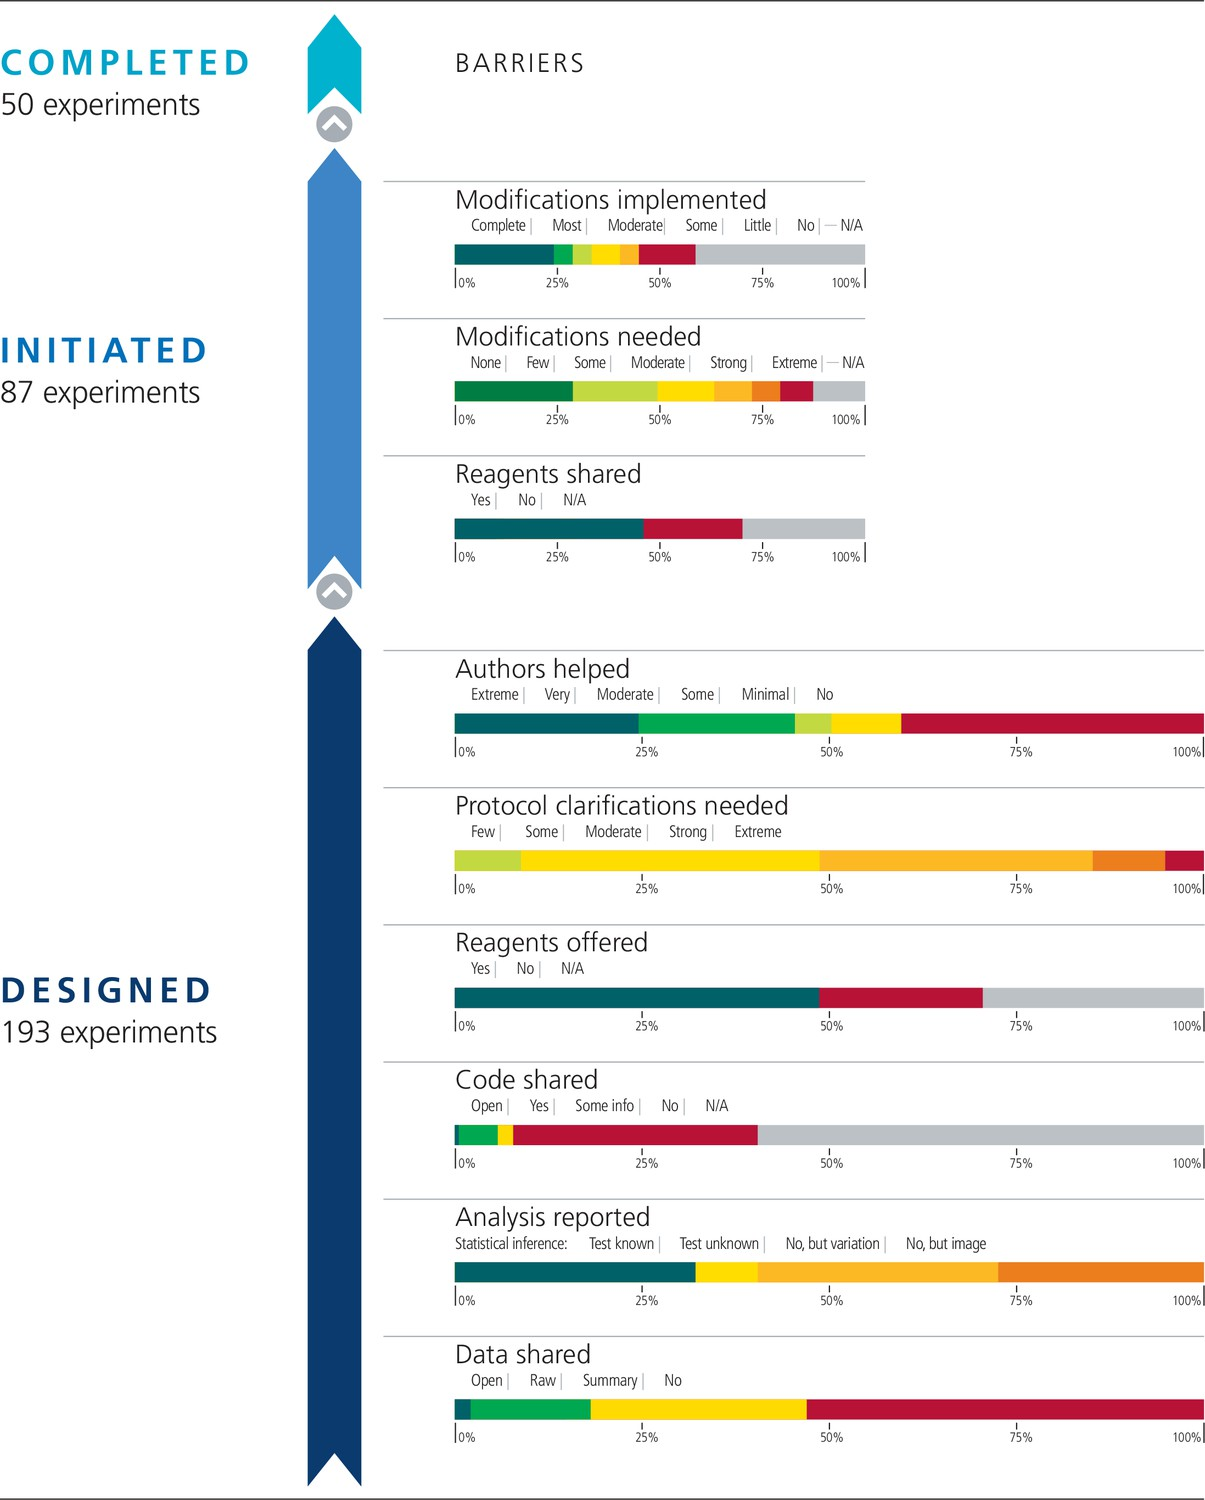 COMPLETED
50 experiments
BARRIERS
Modifications implemented
Complete | Most | Moderate | Some | Little | No | — N/A
0% 25% 50% 75% 100%
INITIATED
87 experiments
Modifications needed
None | Few | Some | Moderate | Strong | Extreme | — N/A
0% 25% 50% 75% 100%
Reagents shared
Yes | No | N/A
0% 25% 50% 75% 100%
Authors helped
Extreme | Very | Moderate | Some | Minimal | No
0% 25% 50% 75% 100%
Protocol clarifications needed
Few | Some | Moderate | Strong | Extreme
0% 25% 50% 75% 100%
DESIGNED
193 experiments
Reagents offered
Yes | No | N/A
0% 25% 50% 75% 100%
Code shared
Open | Yes | Some info | No | N/A
0% 25% 50% 75% 100%
Analysis reported
Statistical inference: Test known | Test unknown | No, but variation | No, but image
0% 25% 50% 75% 100%
Data shared
Open | Raw | Summary | No
0% 25% 50% 75% 100%